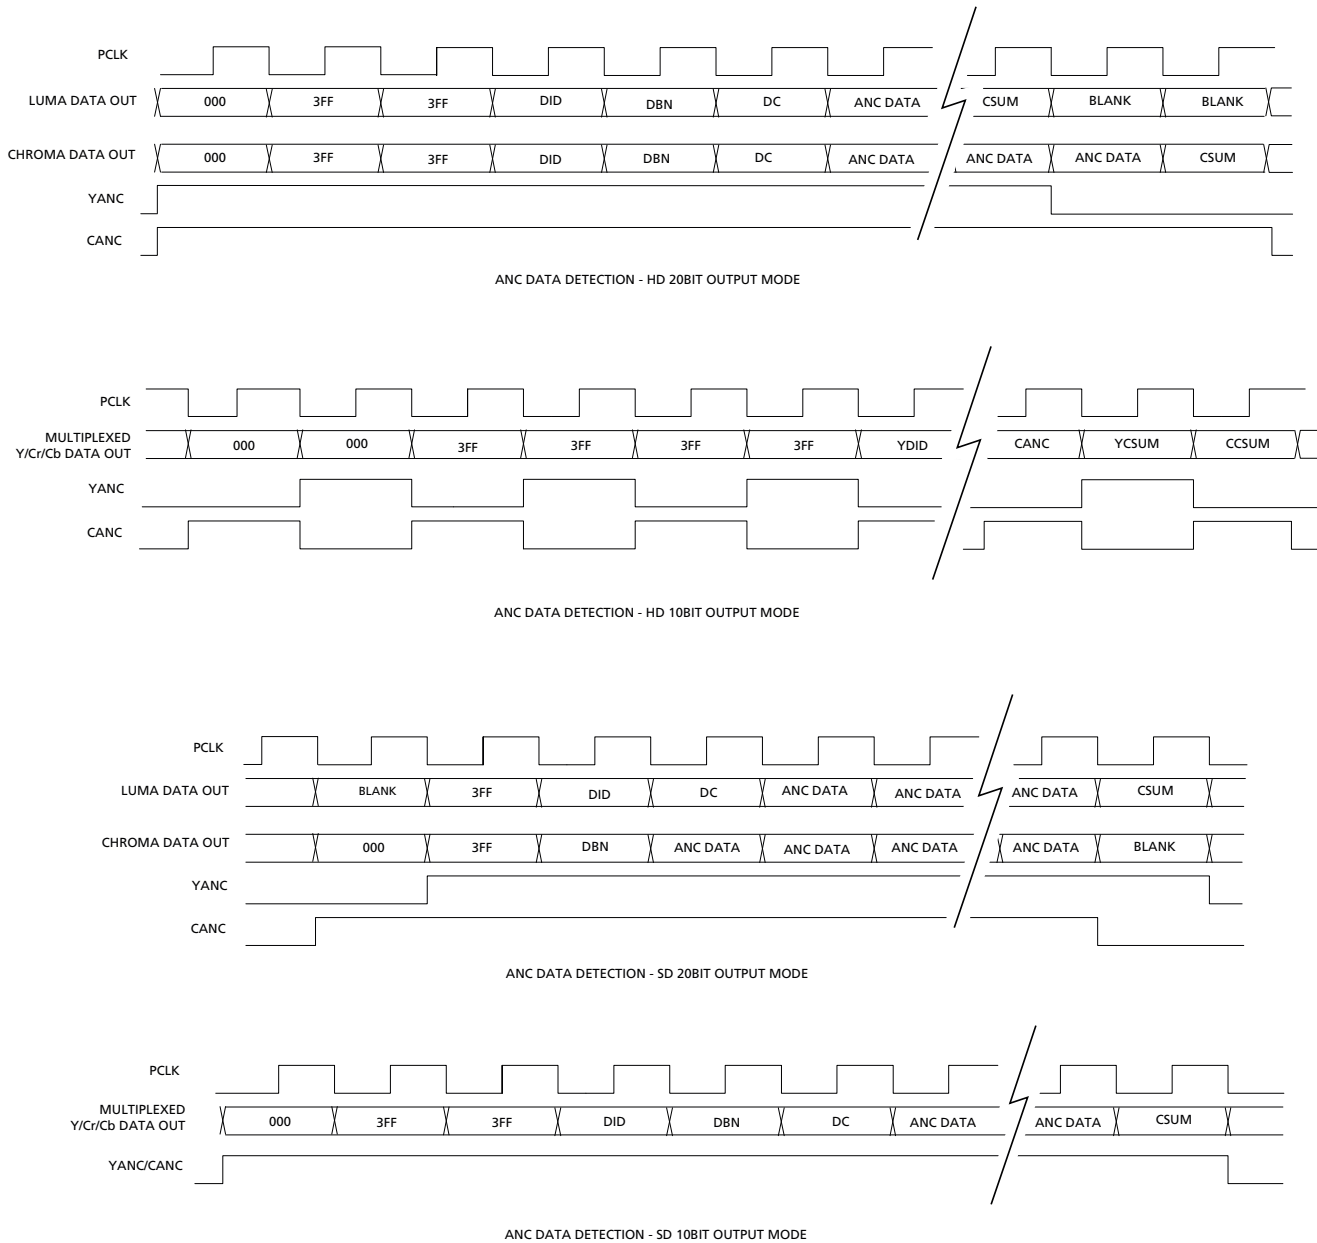 PCLK
LUMA DATA OUT 000 3FF 3FF DID DBN DC ANC DATA CSUM BLANK BLANK
CHROMA DATA OUT 000 3FF 3FF DID DBN DC ANC DATA ANC DATA ANC DATA CSUM
YANC
CANC
ANC DATA DETECTION - HD 20BIT OUTPUT MODE
PCLK
MULTIPLEXED
Y/Cr/Cb DATA OUT 000 000 3FF 3FF 3FF 3FF YDID CANC YCSUM CCSUM
YANC
CANC
ANC DATA DETECTION - HD 10BIT OUTPUT MODE
PCLK
LUMA DATA OUT BLANK 3FF DID DC ANC DATA ANC DATA ANC DATA CSUM
CHROMA DATA OUT 000 3FF DBN ANC DATA ANC DATA ANC DATA ANC DATA BLANK
YANC
CANC
ANC DATA DETECTION - SD 20BIT OUTPUT MODE
PCLK
MULTIPLEXED
Y/Cr/Cb DATA OUT 000 3FF 3FF DID DBN DC ANC DATA ANC DATA CSUM
YANC/CANC
ANC DATA DETECTION - SD 10BIT OUTPUT MODE